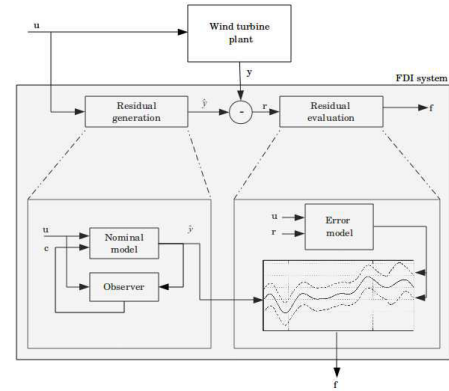 u
Wind turbine
plant
y
FDI system
Residual
generation
ŷ
-
r
Residual
evaluation
f
u
c
Nominal
model
ŷ
Observer
u
r
Error
model
f